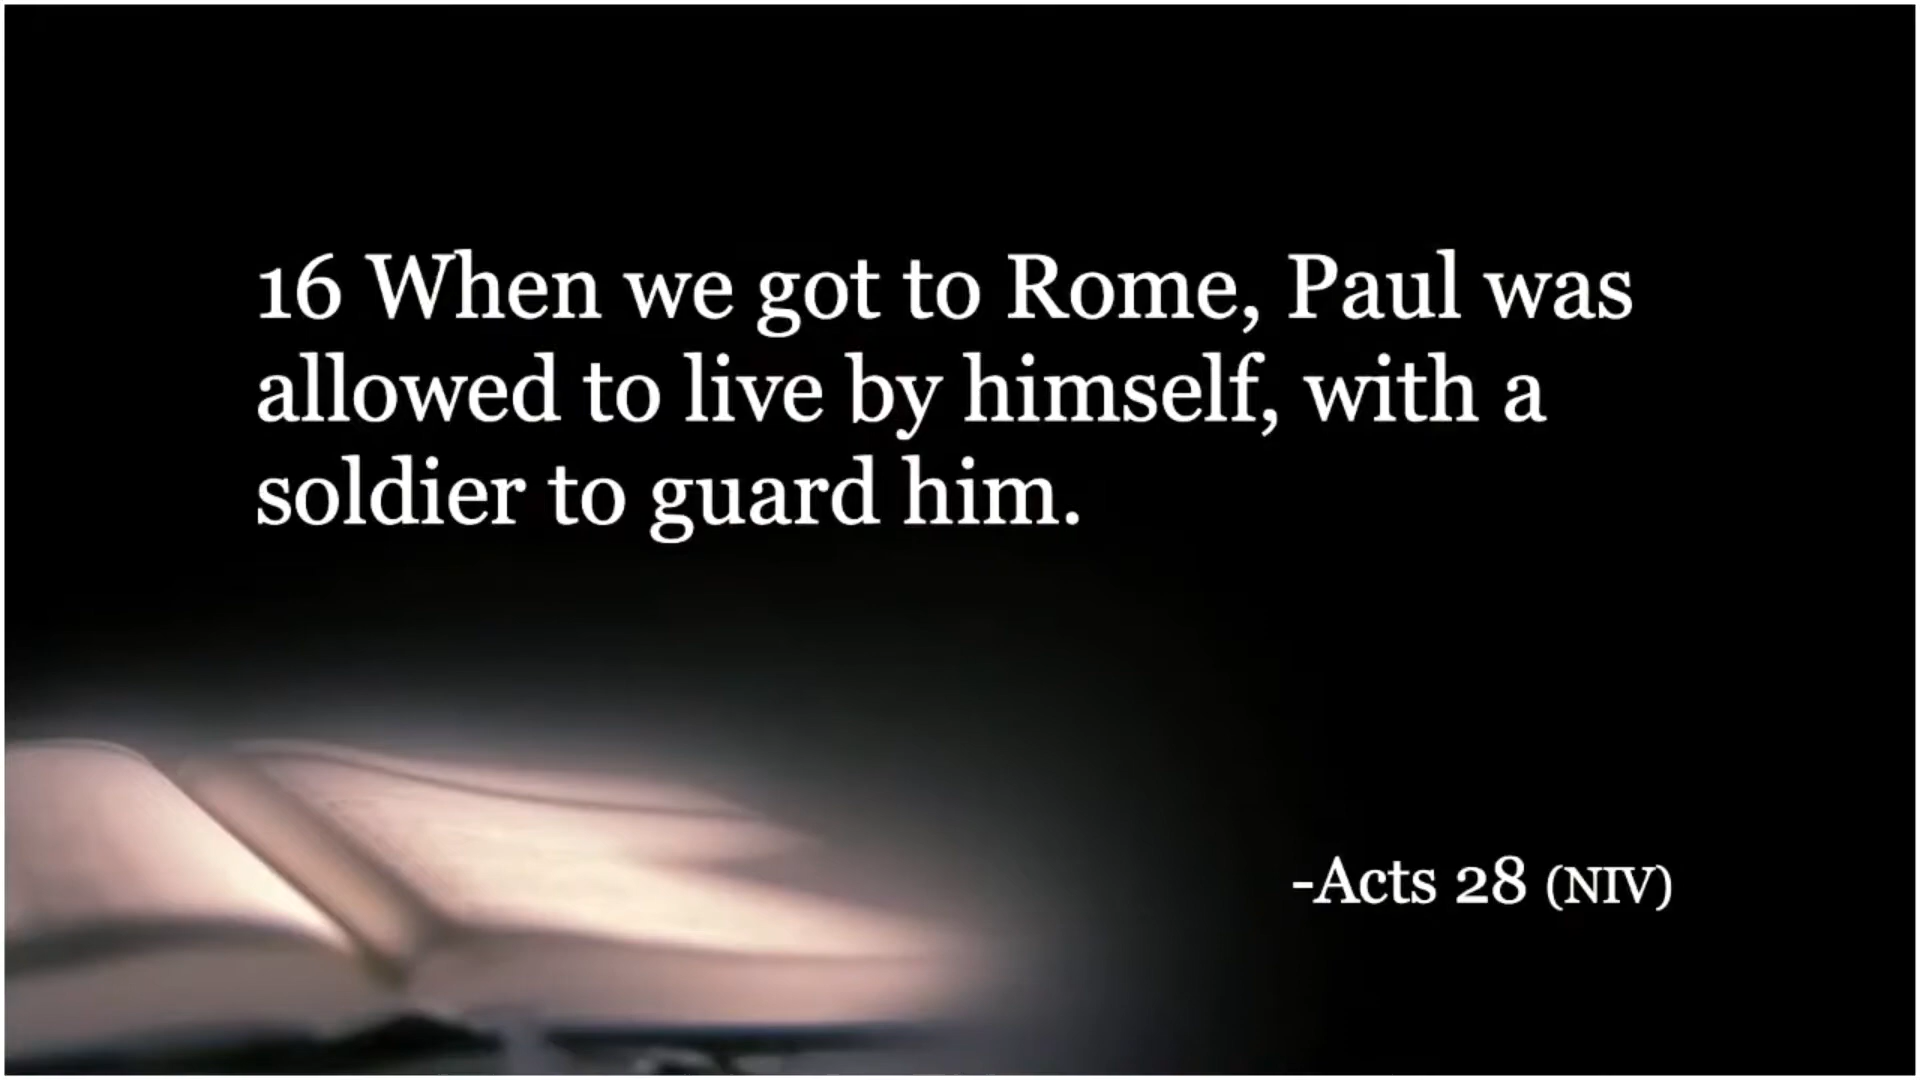 16 When we got to Rome, Paul was
allowed to live by himself, with a
soldier to guard him.
-Acts 28 (NIV)